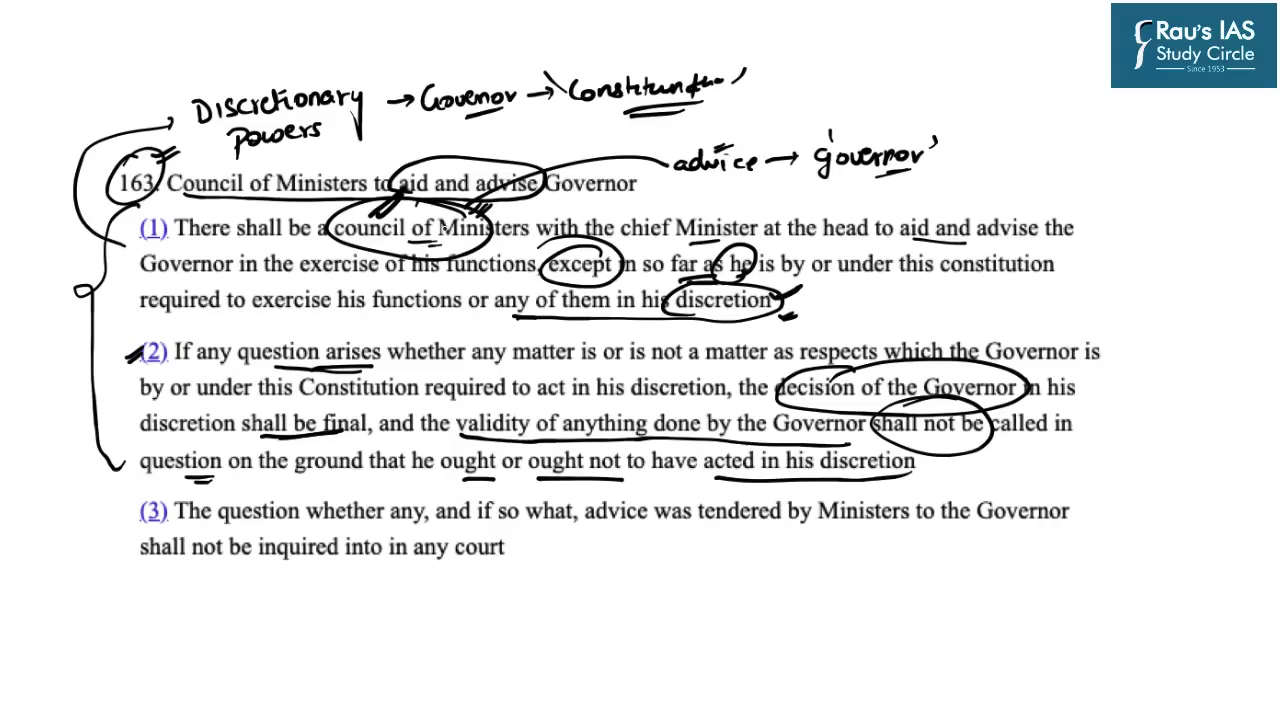 Rau's IAS
Study Circle
Since 1953
Discretionary → Govenor → 'Constitution'
Powers
advice → 'governor'
163. Council of Ministers to aid and advise Governor
(1) There shall be a council of Ministers with the chief Minister at the head to aid and advise the
Governor in the exercise of his functions, except in so far as he is by or under this constitution
required to exercise his functions or any of them in his discretion
(2) If any question arises whether any matter is or is not a matter as respects which the Governor is
by or under this Constitution required to act in his discretion, the decision of the Governor in his
discretion shall be final, and the validity of anything done by the Governor shall not be called in
question on the ground that he ought or ought not to have acted in his discretion
(3) The question whether any, and if so what, advice was tendered by Ministers to the Governor
shall not be inquired into in any court